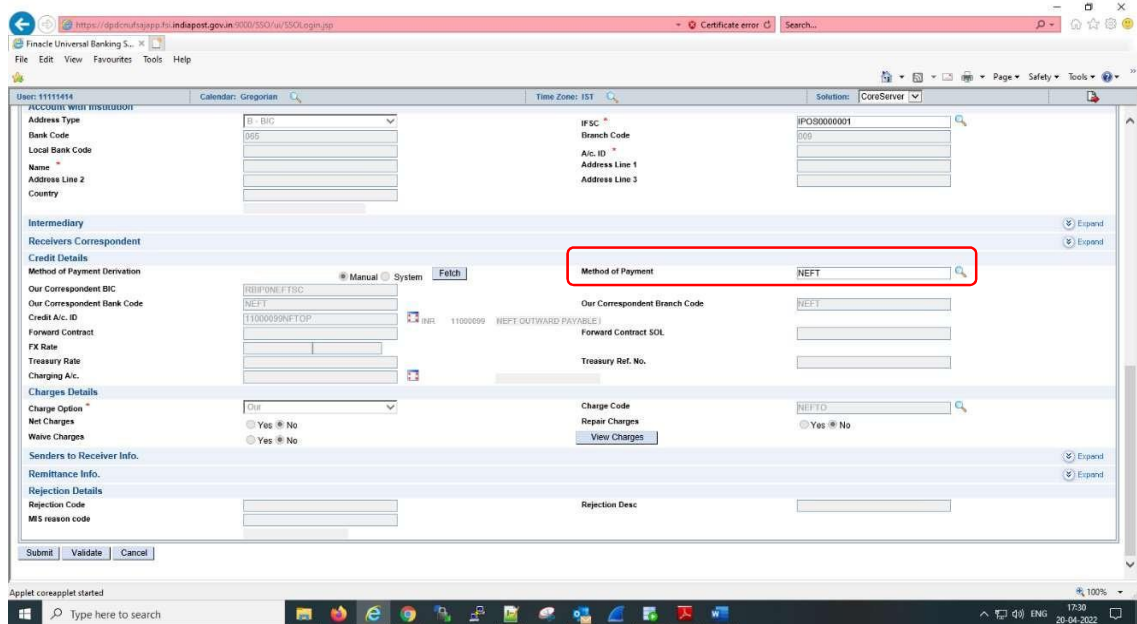 https://dpdcnufsajapp.fsi.indiapost.gov.in:9000/SSO/ui/SSOLogin.jsp Certificate error Search...
Finacle Universal Banking S...
File Edit View Favourites Tools Help
Page Safety Tools
User: 11111414 Calendar: Gregorian Time Zone: IST Solution: CoreServer
Account With Institution
Address Type B - BIC IFSC * IPOS0000001
Bank Code 065 Branch Code 009
Local Bank Code A/c. ID *
Name * Address Line 1
Address Line 2 Address Line 3
Country
Intermediary Expand
Receivers Correspondent Expand
Credit Details
Method of Payment Derivation Manual System Fetch Method of Payment NEFT
Our Correspondent BIC
Our Correspondent Bank Code NEFT Our Correspondent Branch Code NEFT
Credit A/c. ID 11000099NFTOP INR 11000099 NEFT OUTWARD PAYABLE
Forward Contract Forward Contract SOL
FX Rate
Treasury Rate Treasury Ref. No.
Charging A/c.
Charges Details
Charge Option * Our Charge Code NEFTO
Net Charges Yes No Repair Charges Yes No
Waive Charges Yes No View Charges
Senders to Receiver Info. Expand
Remittance Info. Expand
Rejection Details
Rejection Code Rejection Desc
MIS reason code
Submit Validate Cancel
Applet coreapplet started 100%
Type here to search ENG 17:30
20-04-2022